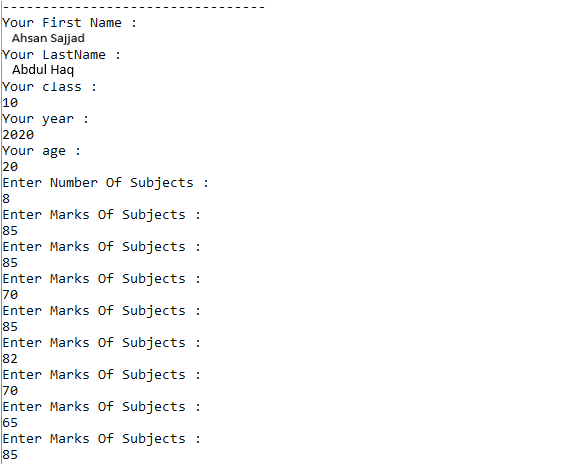 ---------------------------------
Your First Name :
Ahsan Sajjad
Your LastName :
Abdul Haq
Your class :
10
Your year :
2020
Your age :
20
Enter Number Of Subjects :
8
Enter Marks Of Subjects :
85
Enter Marks Of Subjects :
85
Enter Marks Of Subjects :
70
Enter Marks Of Subjects :
85
Enter Marks Of Subjects :
82
Enter Marks Of Subjects :
70
Enter Marks Of Subjects :
65
Enter Marks Of Subjects :
85